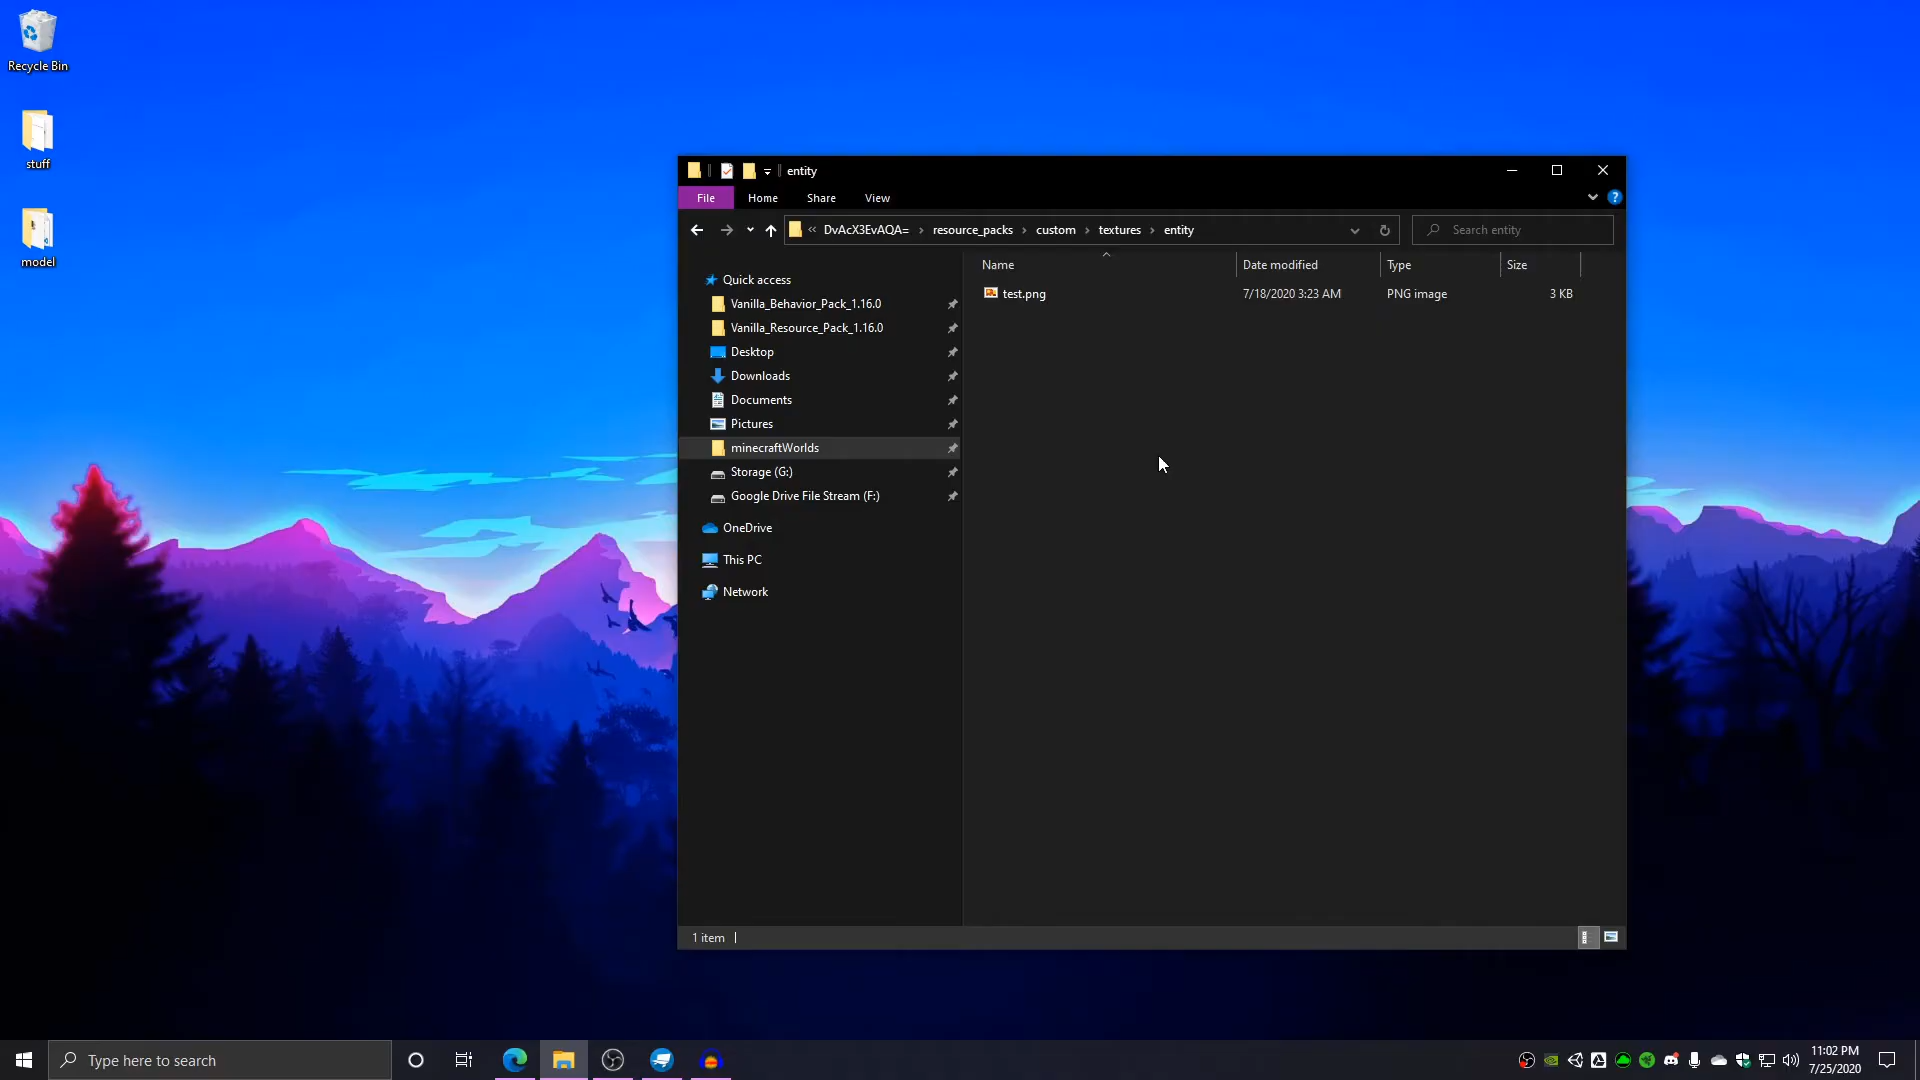 Recycle Bin
stuff
model
entity
File Home Share View
« DvAcX3EvAQA= › resource_packs › custom › textures › entity
Search entity
Name Date modified Type Size
test.png 7/18/2020 3:23 AM PNG image 3 KB
Quick access
Vanilla_Behavior_Pack_1.16.0
Vanilla_Resource_Pack_1.16.0
Desktop
Downloads
Documents
Pictures
minecraftWorlds
Storage (G:)
Google Drive File Stream (F:)
OneDrive
This PC
Network
1 item
Type here to search
11:02 PM
7/25/2020